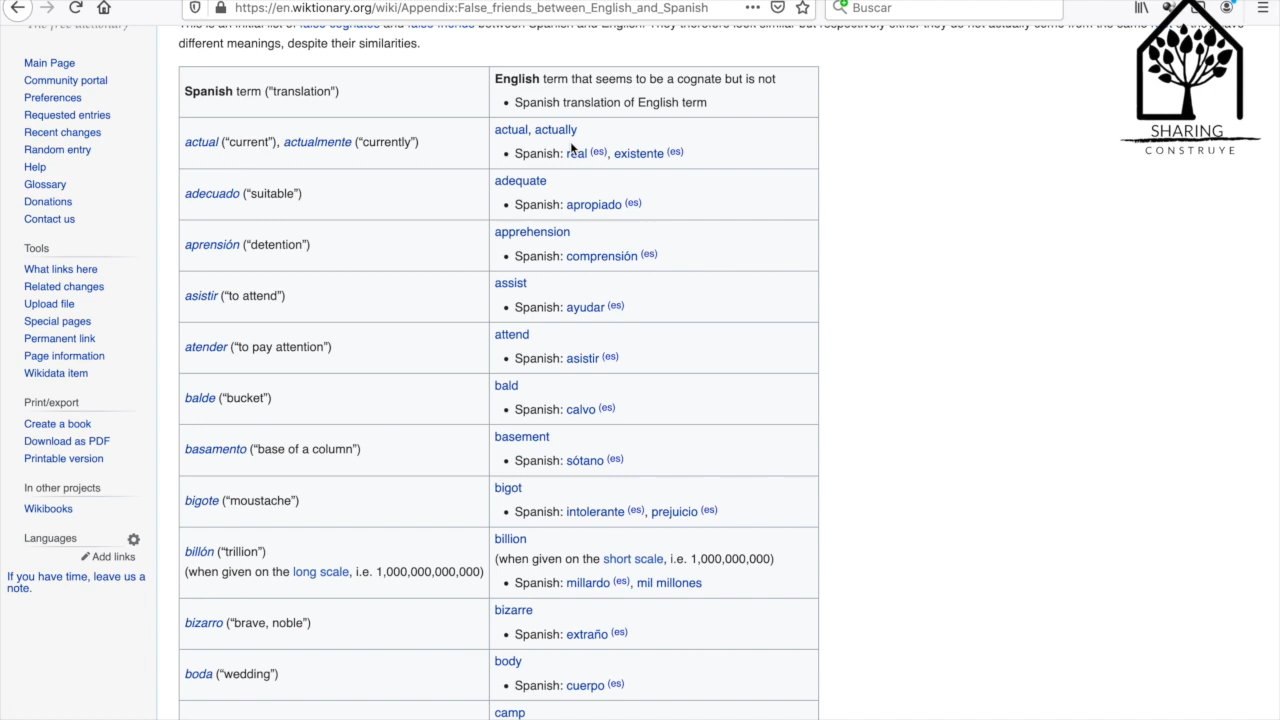 https://en.wiktionary.org/wiki/Appendix:False_friends_between_English_and_Spanish
Buscar
different meanings, despite their similarities.
Main Page
Community portal
Preferences
Requested entries
Recent changes
Random entry
Help
Glossary
Donations
Contact us
Tools
What links here
Related changes
Upload file
Special pages
Permanent link
Page information
Wikidata item
Print/export
Create a book
Download as PDF
Printable version
In other projects
Wikibooks
Languages
Add links
If you have time, leave us a
note.
Spanish term ("translation")
English term that seems to be a cognate but is not
• Spanish translation of English term
actual (“current”), actualmente (“currently”)
actual, actually
• Spanish: real (es), existente (es)
adecuado (“suitable”)
adequate
• Spanish: apropiado (es)
aprensión (“detention”)
apprehension
• Spanish: comprensión (es)
asistir (“to attend”)
assist
• Spanish: ayudar (es)
atender (“to pay attention”)
attend
• Spanish: asistir (es)
balde (“bucket”)
bald
• Spanish: calvo (es)
basamento (“base of a column”)
basement
• Spanish: sótano (es)
bigote (“moustache”)
bigot
• Spanish: intolerante (es), prejuicio (es)
billón (“trillion”)
(when given on the long scale, i.e. 1,000,000,000,000)
billion
(when given on the short scale, i.e. 1,000,000,000)
• Spanish: millardo (es), mil millones
bizarro (“brave, noble”)
bizarre
• Spanish: extraño (es)
boda (“wedding”)
body
• Spanish: cuerpo (es)
camp
SHARING
CONSTRUYE